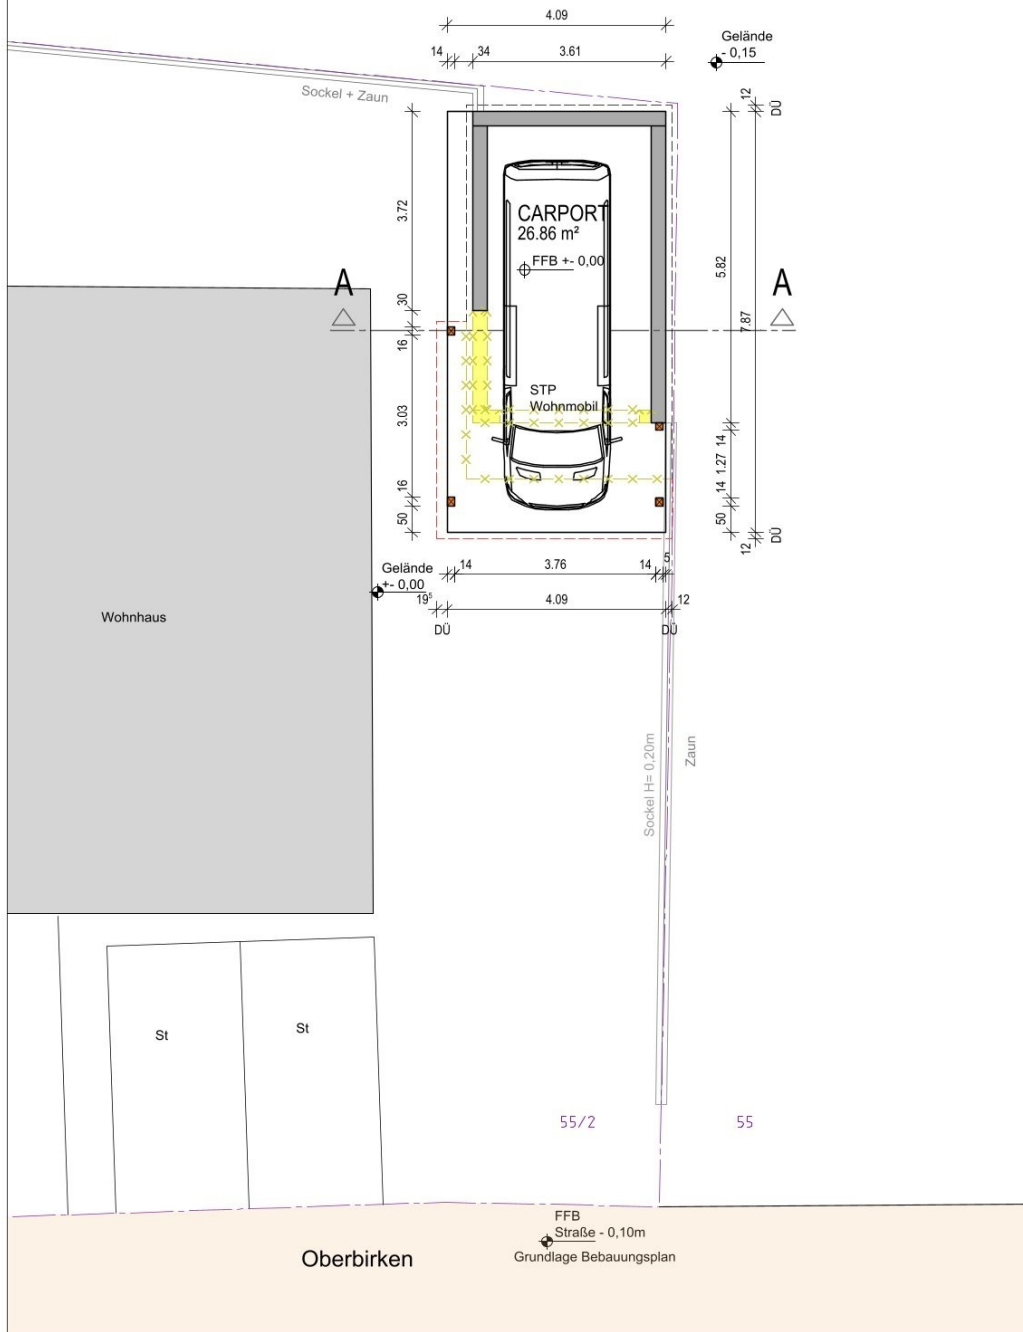 4.09
Gelände
- 0,15
14
34
3.61
12
DÜ
Sockel + Zaun
3.72
CARPORT
26.86 m²
FFB +- 0,00
5.82
A
A
30
7.87
16
STP
Wohnmobil
3.03
14
1.27
14
16
50
50
12
DÜ
Gelände
+- 0,00
14
3.76
14
5
19⁵
4.09
12
DÜ
DÜ
Wohnhaus
Sockel H= 0,20m
Zaun
St
St
55/2
55
FFB
Straße - 0,10m
Oberbirken
Grundlage Bebauungsplan